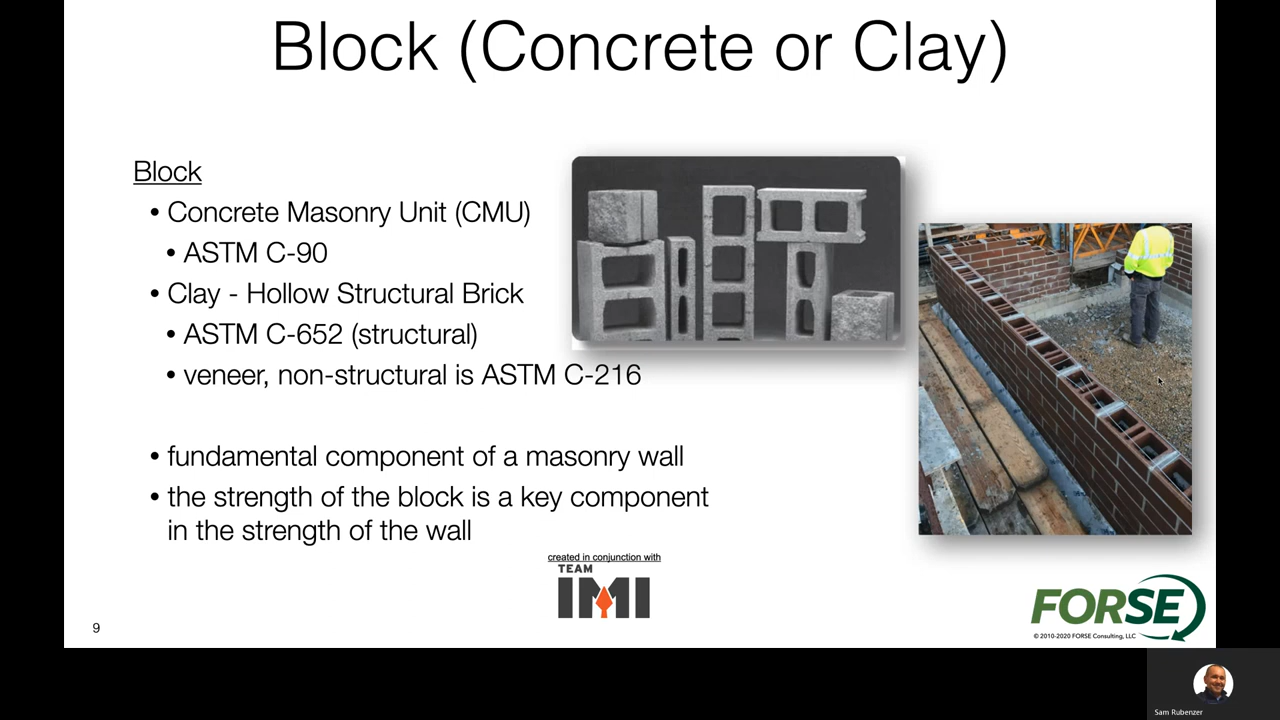 Block (Concrete or Clay)
Block
• Concrete Masonry Unit (CMU)
• ASTM C-90
• Clay - Hollow Structural Brick
• ASTM C-652 (structural)
• veneer, non-structural is ASTM C-216
• fundamental component of a masonry wall
• the strength of the block is a key component
in the strength of the wall
created in conjunction with
TEAM
IMI
FORSE
© 2010-2020 FORSE Consulting, LLC
9
Sam Rubenzer